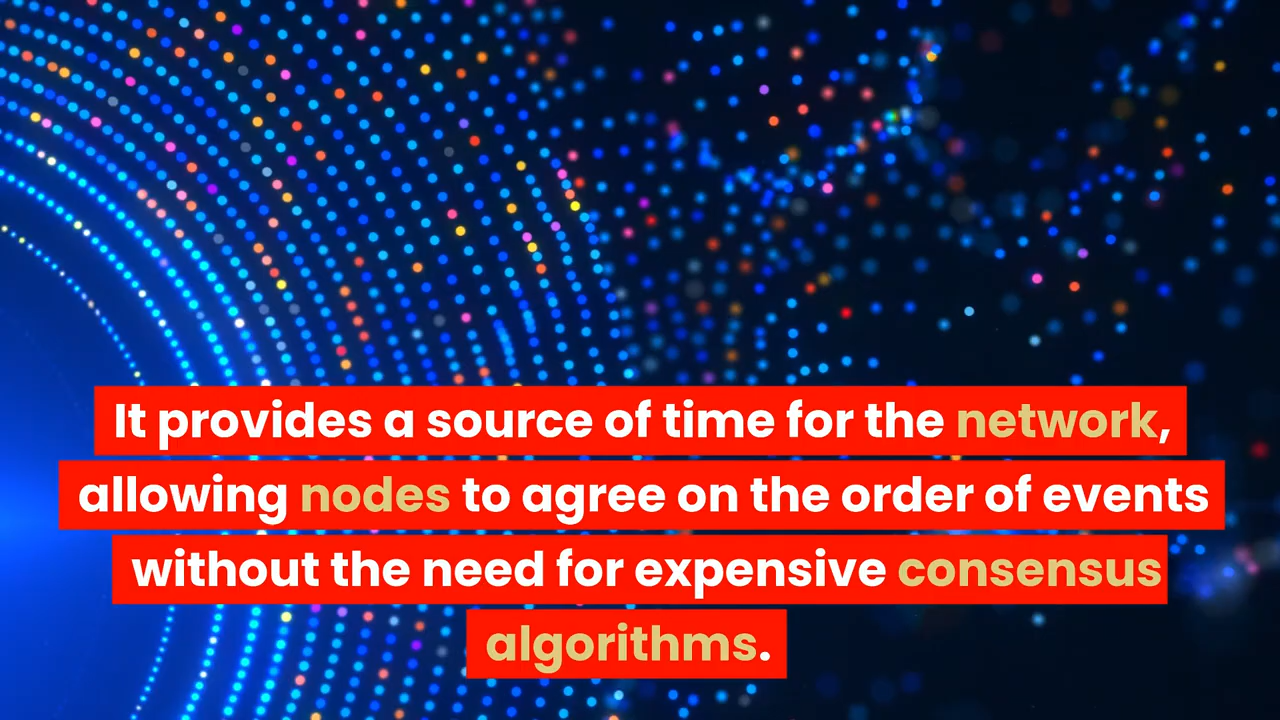 It provides a source of time for the network,
allowing nodes to agree on the order of events
without the need for expensive consensus
algorithms.